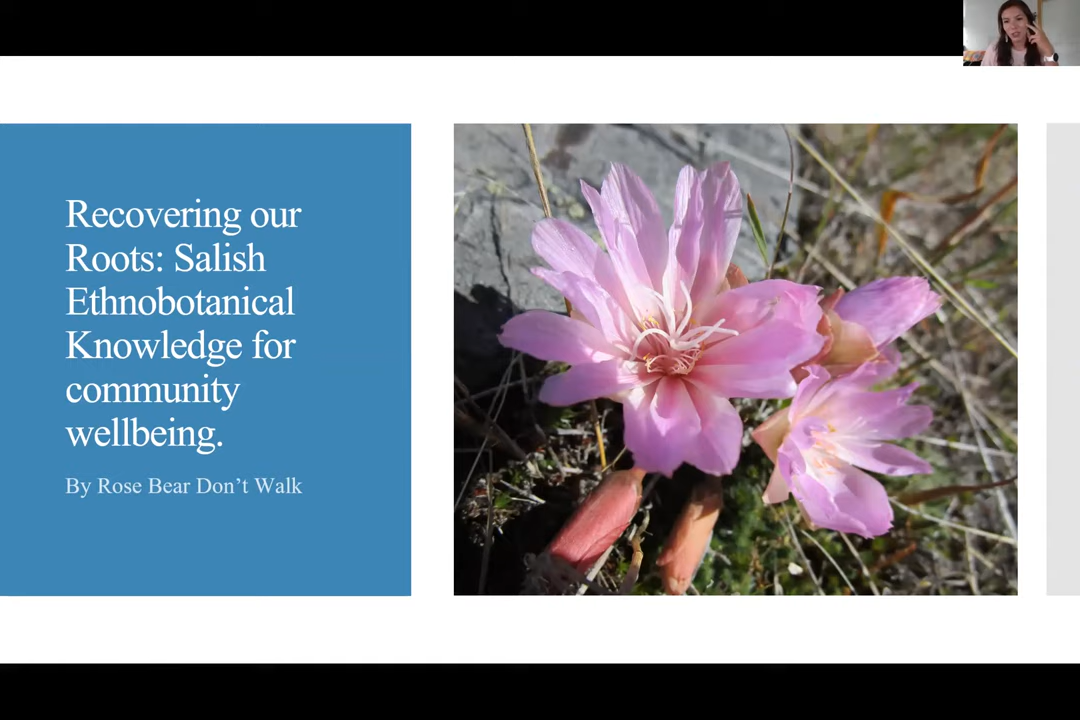 Recovering our
Roots: Salish
Ethnobotanical
Knowledge for
community
wellbeing.
By Rose Bear Don’t Walk